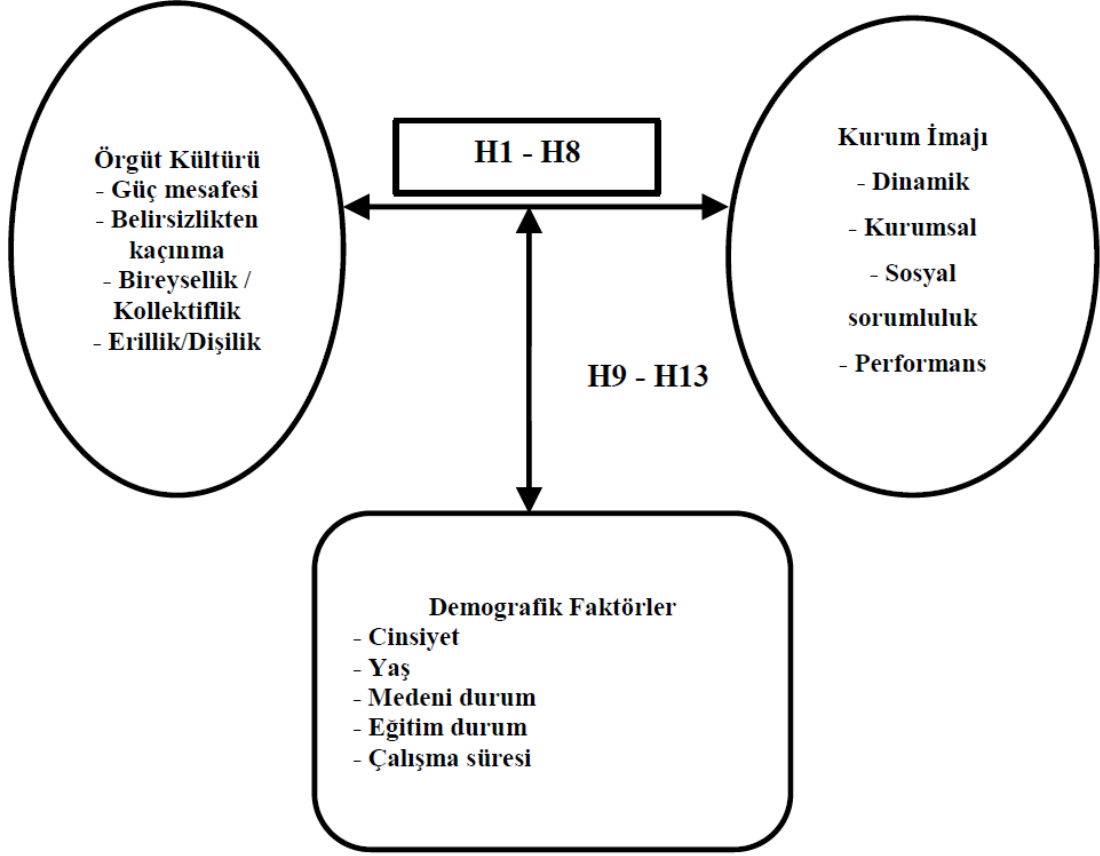 Örgüt Kültürü
- Güç mesafesi
- Belirsizlikten
kaçınma
- Bireysellik /
Kollektiflik
- Erillik/Dişilik
H1 - H8
Kurum İmajı
- Dinamik
- Kurumsal
- Sosyal
sorumluluk
- Performans
H9 - H13
Demografik Faktörler
- Cinsiyet
- Yaş
- Medeni durum
- Eğitim durum
- Çalışma süresi